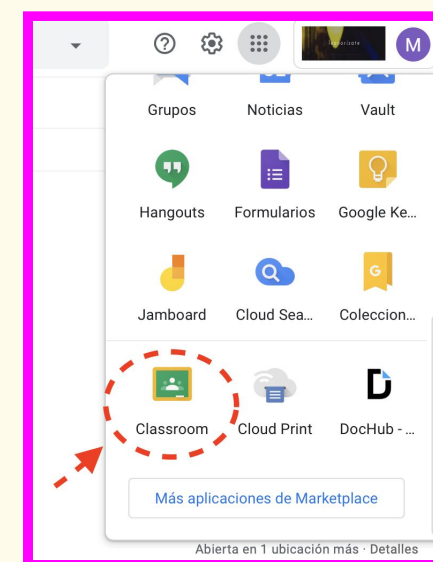 M
Grupos Noticias Vault
Hangouts Formularios Google Ke...
G
Jamboard Cloud Sea... Coleccion...
Classroom Cloud Print DocHub - ...
Más aplicaciones de Marketplace
Abierta en 1 ubicación más · Detalles